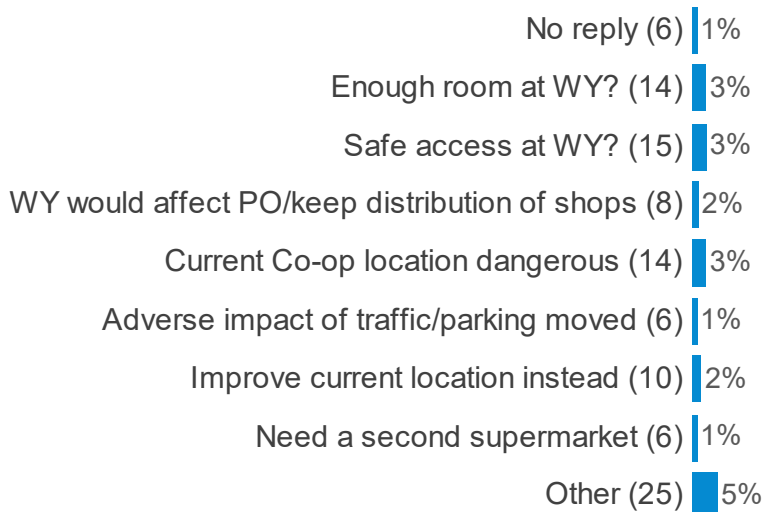 No reply (6) 1%
Enough room at WY? (14) 3%
Safe access at WY? (15) 3%
WY would affect PO/keep distribution of shops (8) 2%
Current Co-op location dangerous (14) 3%
Adverse impact of traffic/parking moved (6) 1%
Improve current location instead (10) 2%
Need a second supermarket (6) 1%
Other (25) 5%